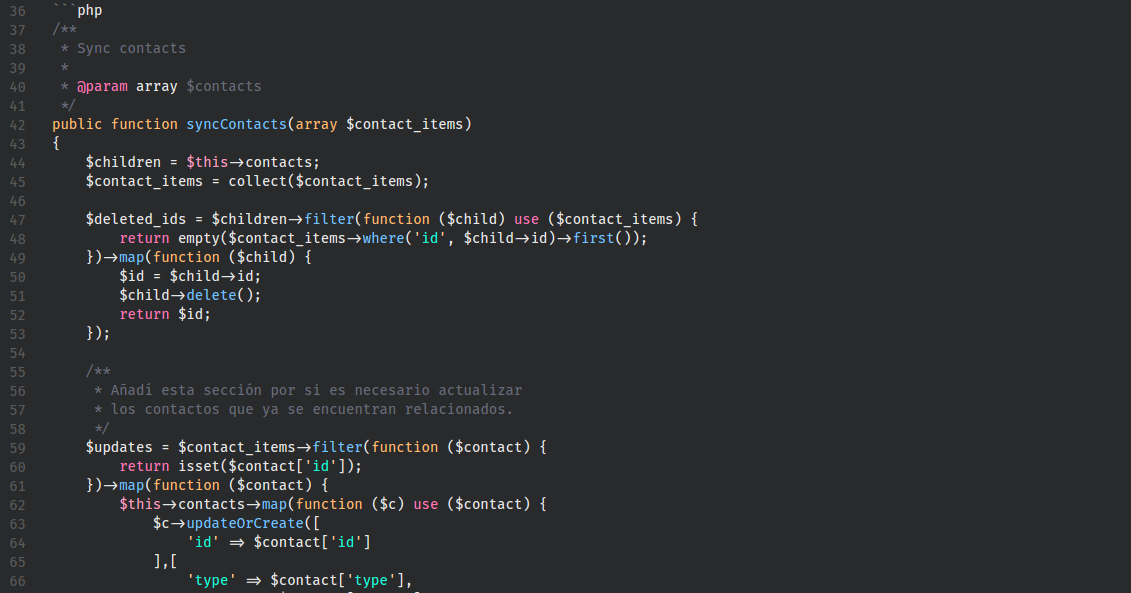 36 ```php
37 /**
38  * Sync contacts
39  *
40  * @param array $contacts
41  */
42 public function syncContacts(array $contact_items)
43 {
44     $children = $this->contacts;
45     $contact_items = collect($contact_items);
46
47     $deleted_ids = $children->filter(function ($child) use ($contact_items) {
48         return empty($contact_items->where('id', $child->id)->first());
49     })->map(function ($child) {
50         $id = $child->id;
51         $child->delete();
52         return $id;
53     });
54
55     /**
56      * Añadí esta sección por si es necesario actualizar
57      * los contactos que ya se encuentran relacionados.
58      */
59     $updates = $contact_items->filter(function ($contact) {
60         return isset($contact['id']);
61     })->map(function ($contact) {
62         $this->contacts->map(function ($c) use ($contact) {
63             $c->updateOrCreate([
64                 'id' => $contact['id']
65             ],[
66                 'type' => $contact['type'],